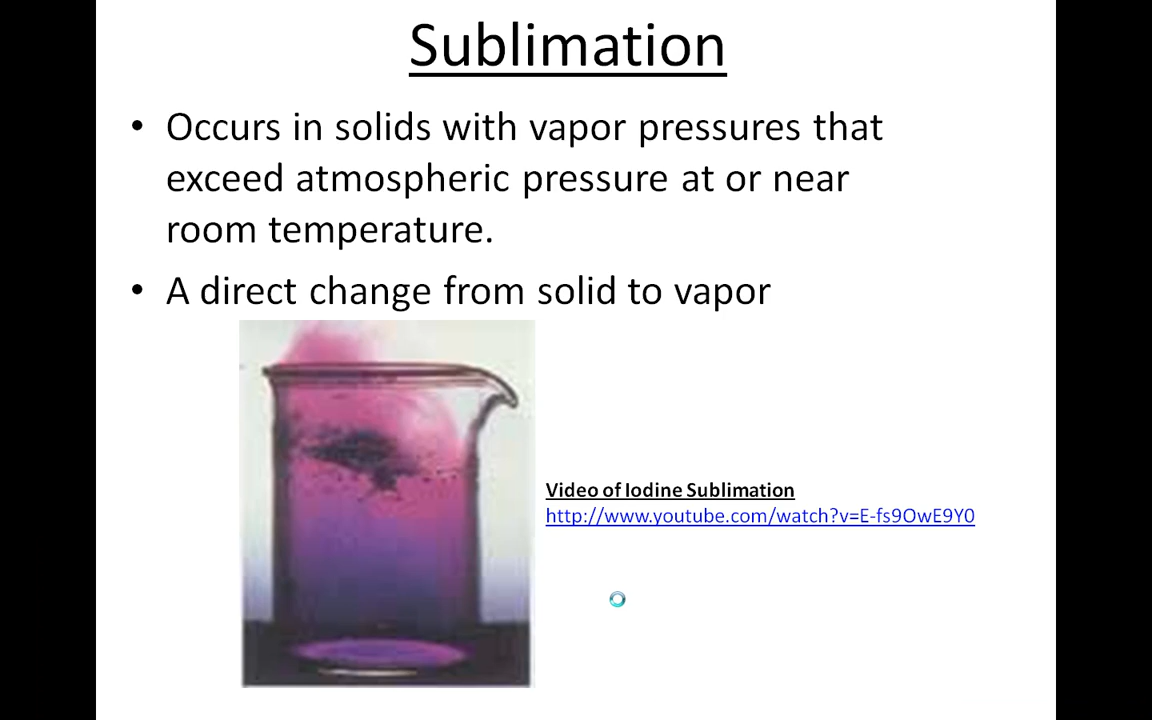 Sublimation
• Occurs in solids with vapor pressures that
exceed atmospheric pressure at or near
room temperature.
• A direct change from solid to vapor
Video of Iodine Sublimation
http://www.youtube.com/watch?v=E-fs9OwE9Y0